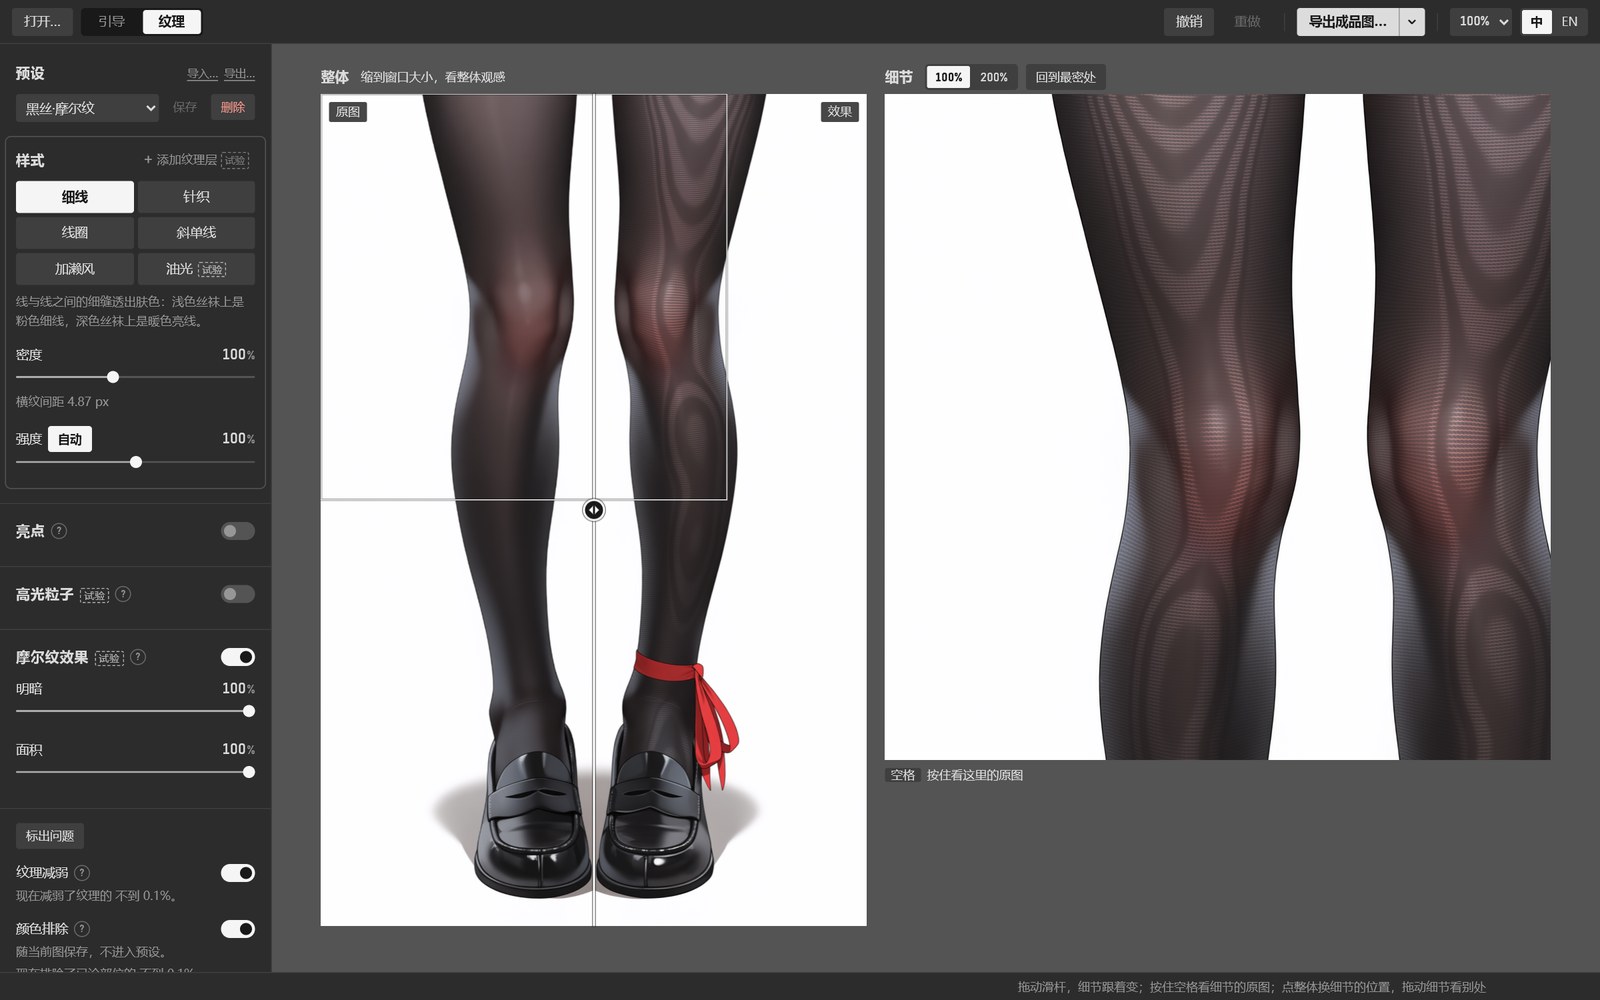 打开...
引导
纹理
撤销
重做
导出成品图...
100%
中
EN
预设
导入...
导出...
黑丝·摩尔纹
保存
删除
样式
+ 添加纹理层 试验
细线
针织
线圈
斜单线
加濑风
油光 试验
线与线之间的细缝透出肤色：浅色丝袜上是
粉色细线，深色丝袜上是暖色亮线。
密度
100%
横纹间距 4.87 px
强度
自动
100%
亮点 ?
高光粒子 试验 ?
摩尔纹效果 试验 ?
明暗
100%
面积
100%
标出问题
纹理减弱 ?
现在减弱了纹理的 不到 0.1%。
颜色排除 ?
随当前图保存，不进入预设。
整体
缩到窗口大小，看整体观感
原图
效果
细节
100%
200%
回到最密处
空格 按住看这里的原图
拖动滑杆，细节跟着变；按住空格看细节的原图；点整体换细节的位置，拖动细节看别处